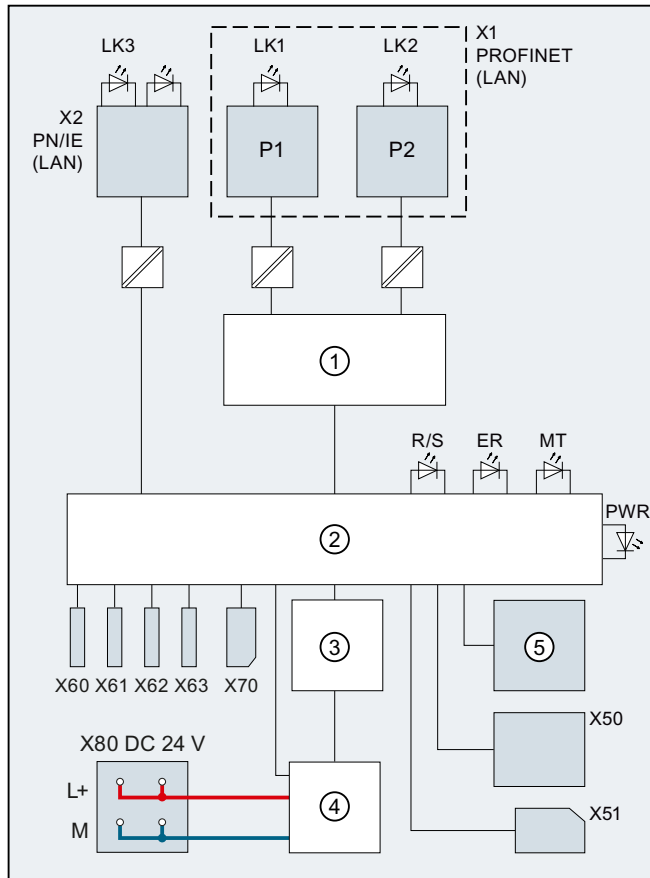 LK3
LK1
LK2
X1
PROFINET
(LAN)
X2
PN/IE
(LAN)
P1
P2
①
R/S
ER
MT
PWR
②
③
⑤
X60
X61
X62
X63
X70
X50
X80 DC 24 V
L+
M
④
X51